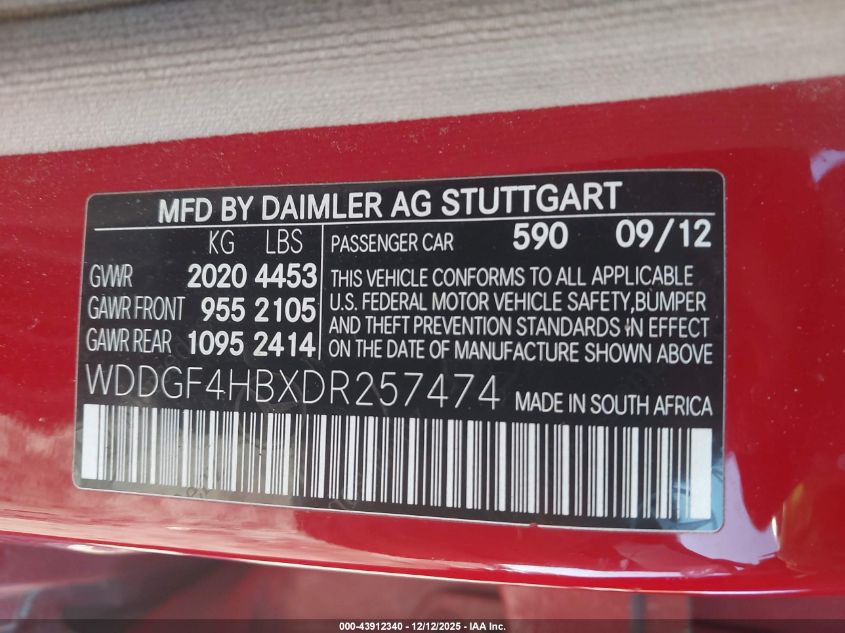 MFD BY DAIMLER AG STUTTGART
KG LBS
GVWR 2020 4453
GAWR FRONT 955 2105
GAWR REAR 1095 2414
PASSENGER CAR 590 09/12
THIS VEHICLE CONFORMS TO ALL APPLICABLE
U.S. FEDERAL MOTOR VEHICLE SAFETY,BUMPER
AND THEFT PREVENTION STANDARDS IN EFFECT
ON THE DATE OF MANUFACTURE SHOWN ABOVE
WDDGF4HBXDR257474 MADE IN SOUTH AFRICA
000-43912340 - 12/12/2025 - IAA Inc.